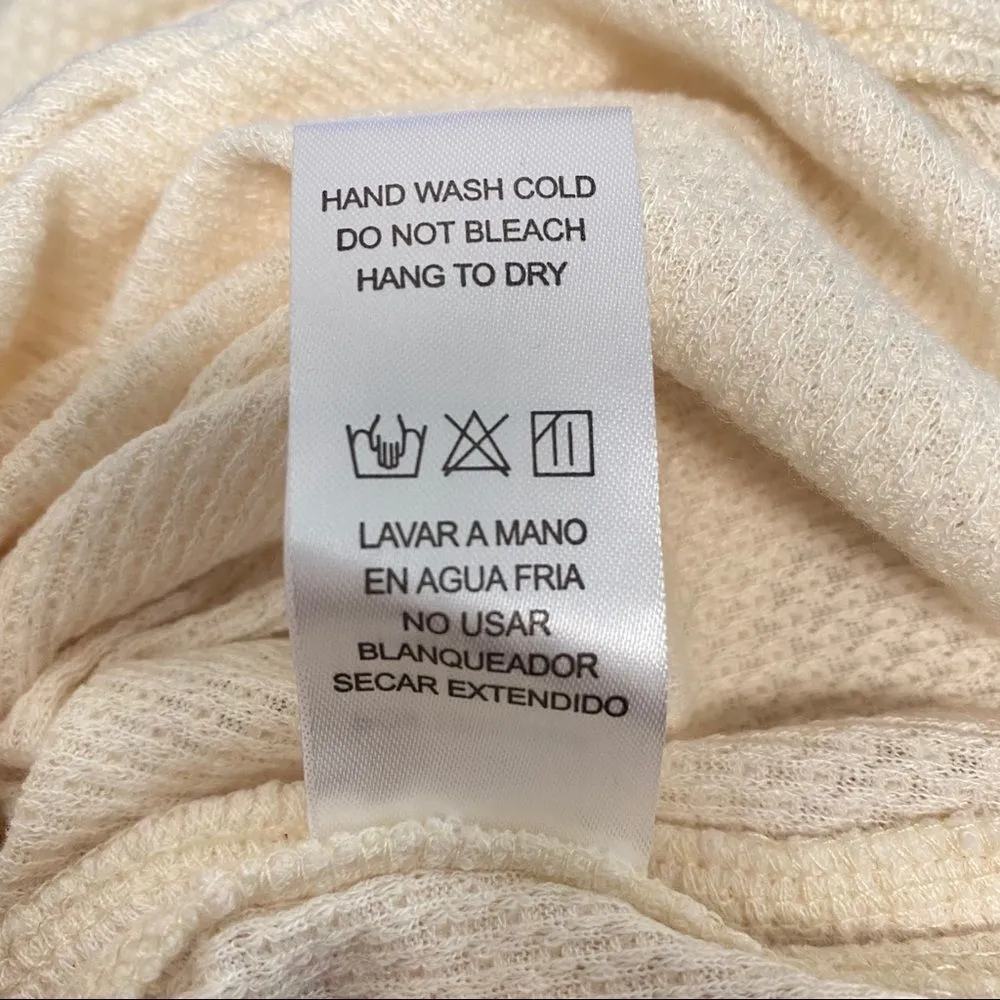 HAND WASH COLD
DO NOT BLEACH
HANG TO DRY
LAVAR A MANO
EN AGUA FRIA
NO USAR
BLANQUEADOR
SECAR EXTENDIDO